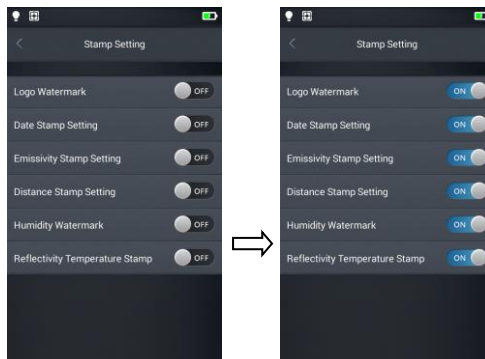 Stamp Setting
Logo Watermark OFF
Date Stamp Setting OFF
Emissivity Stamp Setting OFF
Distance Stamp Setting OFF
Humidity Watermark OFF
Reflectivity Temperature Stamp OFF
Stamp Setting
Logo Watermark ON
Date Stamp Setting ON
Emissivity Stamp Setting ON
Distance Stamp Setting ON
Humidity Watermark ON
Reflectivity Temperature Stamp ON